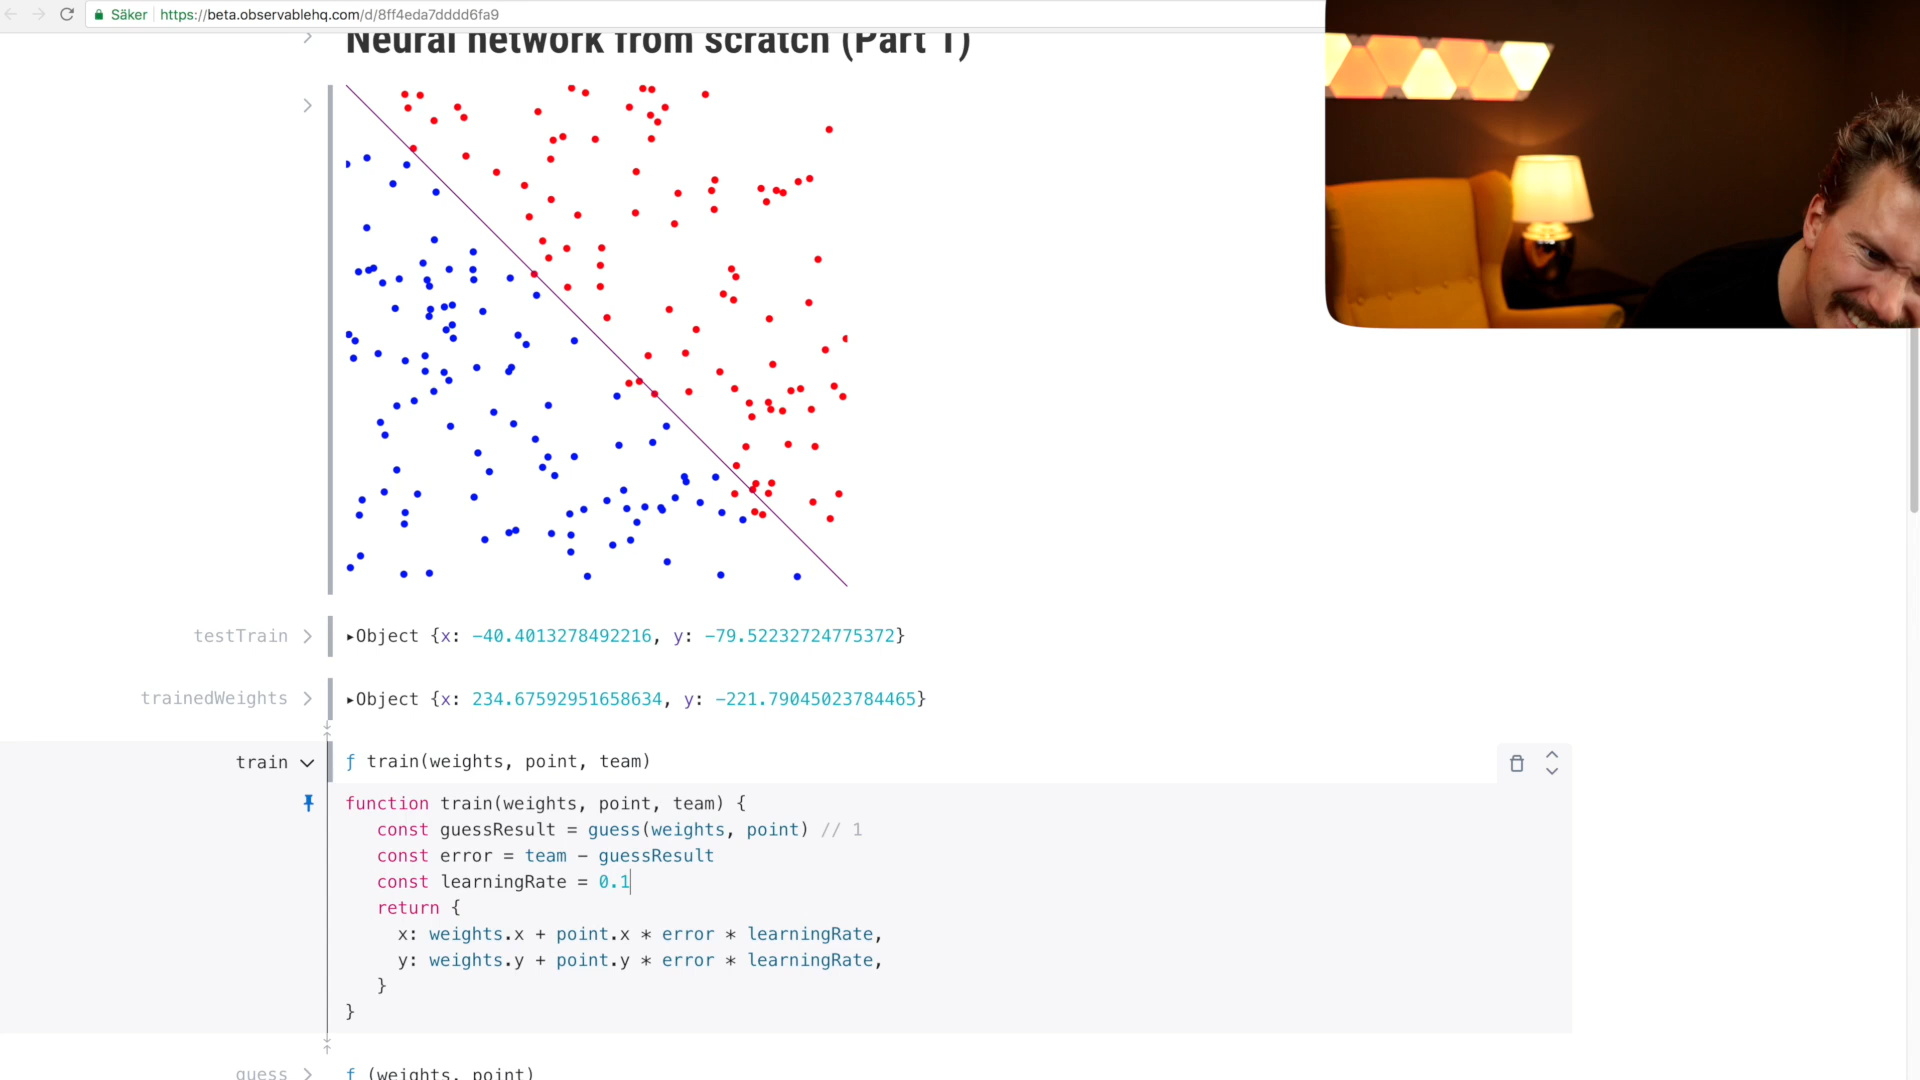 Säker https://beta.observablehq.com/d/8ff4eda7dddd6fa9
Neural network from scratch (Part 1)
testTrain
▸Object {x: -40.4013278492216, y: -79.52232724775372}
trainedWeights
▸Object {x: 234.67592951658634, y: -221.79045023784465}
train
ƒ train(weights, point, team)
function train(weights, point, team) {
const guessResult = guess(weights, point) // 1
const error = team - guessResult
const learningRate = 0.1
return {
x: weights.x + point.x * error * learningRate,
y: weights.y + point.y * error * learningRate,
}
}
guess
ƒ (weights, point)